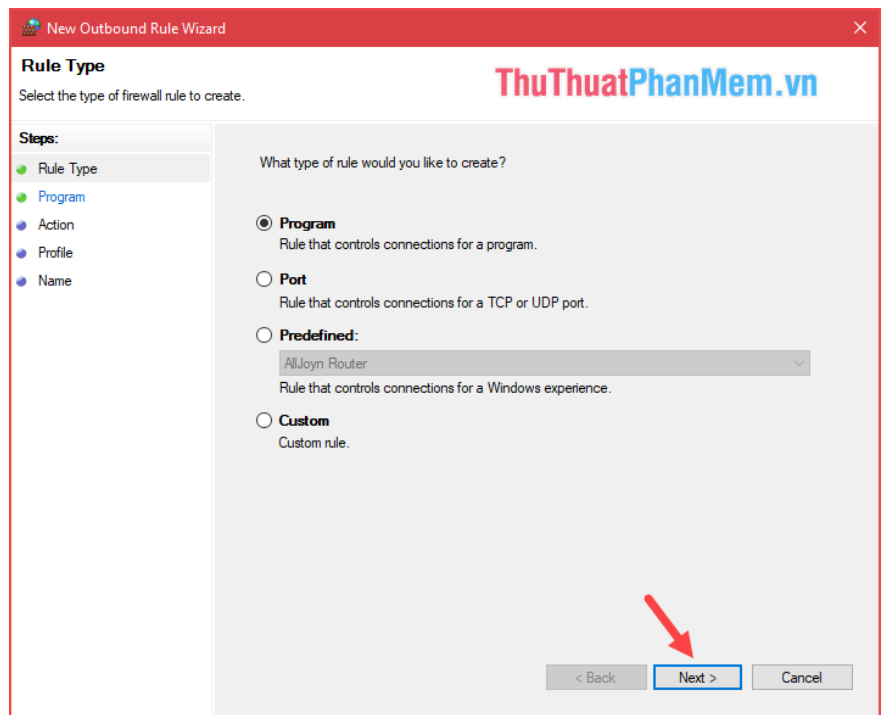 New Outbound Rule Wizard
Rule Type
Select the type of firewall rule to create.
ThuThuatPhanMem.vn
Steps:
Rule Type
Program
Action
Profile
Name
What type of rule would you like to create?
Program
Rule that controls connections for a program.
Port
Rule that controls connections for a TCP or UDP port.
Predefined:
AllJoyn Router
Rule that controls connections for a Windows experience.
Custom
Custom rule.
< Back
Next >
Cancel